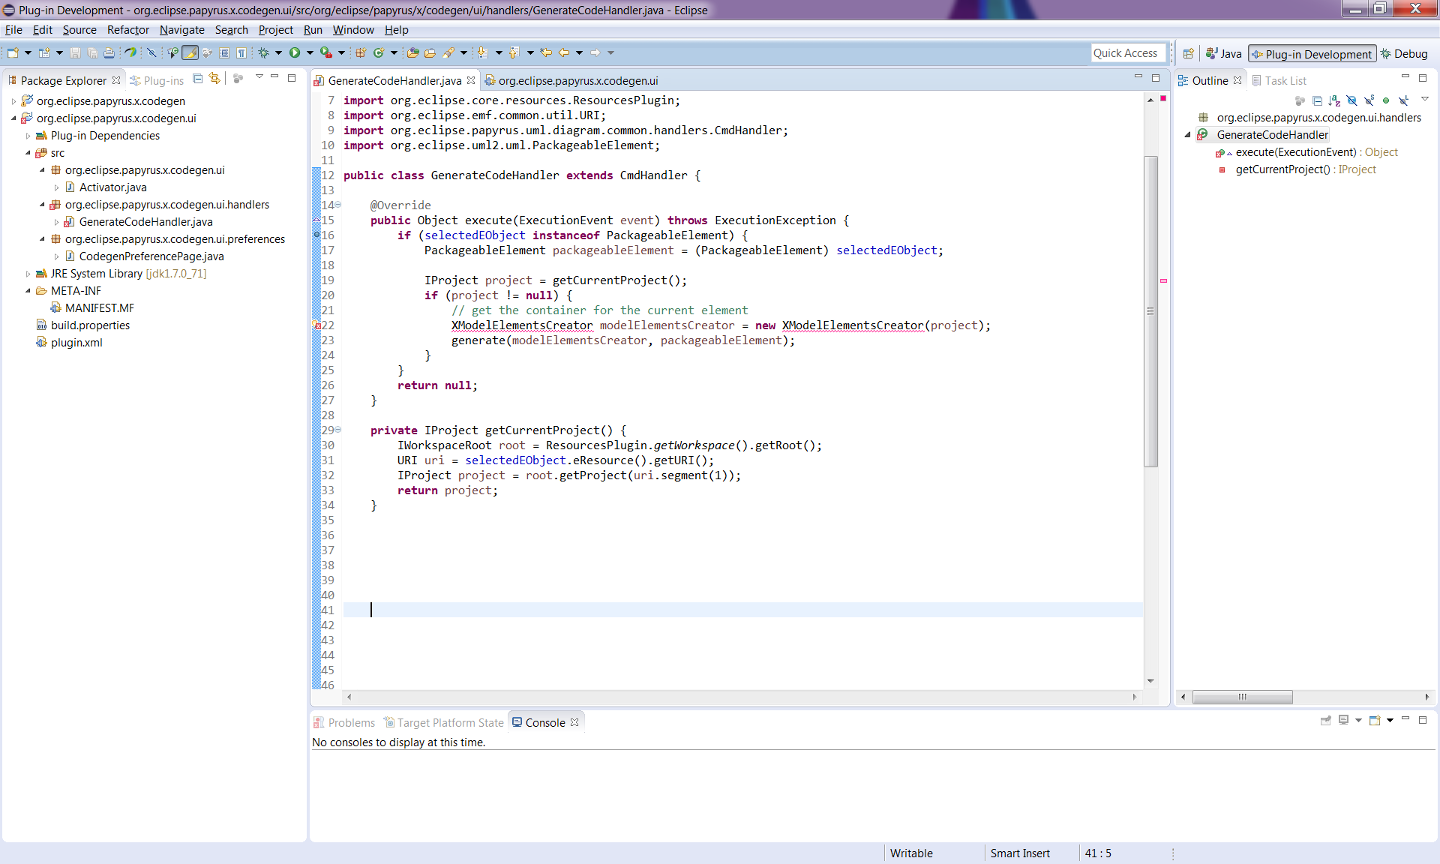 Plug-in Development - org.eclipse.papyrus.x.codegen.ui/src/org/eclipse/papyrus/x/codegen/ui/handlers/GenerateCodeHandler.java - Eclipse
File Edit Source Refactor Navigate Search Project Run Window Help
Quick Access
Java
Plug-in Development
Debug
Package Explorer
Plug-ins
org.eclipse.papyrus.x.codegen
org.eclipse.papyrus.x.codegen.ui
Plug-in Dependencies
src
org.eclipse.papyrus.x.codegen.ui
Activator.java
org.eclipse.papyrus.x.codegen.ui.handlers
GenerateCodeHandler.java
org.eclipse.papyrus.x.codegen.ui.preferences
CodegenPreferencePage.java
JRE System Library [jdk1.7.0_71]
META-INF
MANIFEST.MF
build.properties
plugin.xml
GenerateCodeHandler.java
org.eclipse.papyrus.x.codegen.ui
7 import org.eclipse.core.resources.ResourcesPlugin;
8 import org.eclipse.emf.common.util.URI;
9 import org.eclipse.papyrus.uml.diagram.common.handlers.CmdHandler;
10 import org.eclipse.uml2.uml.PackageableElement;
11
12 public class GenerateCodeHandler extends CmdHandler {
13
14 @Override
15 public Object execute(ExecutionEvent event) throws ExecutionException {
16 if (selectedEObject instanceof PackageableElement) {
17 PackageableElement packageableElement = (PackageableElement) selectedEObject;
18
19 IProject project = getCurrentProject();
20 if (project != null) {
21 // get the container for the current element
22 XModelElementsCreator modelElementsCreator = new XModelElementsCreator(project);
23 generate(modelElementsCreator, packageableElement);
24 }
25 }
26 return null;
27 }
28
29 private IProject getCurrentProject() {
30 IWorkspaceRoot root = ResourcesPlugin.getWorkspace().getRoot();
31 URI uri = selectedEObject.eResource().getURI();
32 IProject project = root.getProject(uri.segment(1));
33 return project;
34 }
35
36
37
38
39
40
41
42
43
44
45
46
Outline
Task List
org.eclipse.papyrus.x.codegen.ui.handlers
GenerateCodeHandler
execute(ExecutionEvent) : Object
getCurrentProject() : IProject
Problems
Target Platform State
Console
No consoles to display at this time.
Writable
Smart Insert
41 : 5